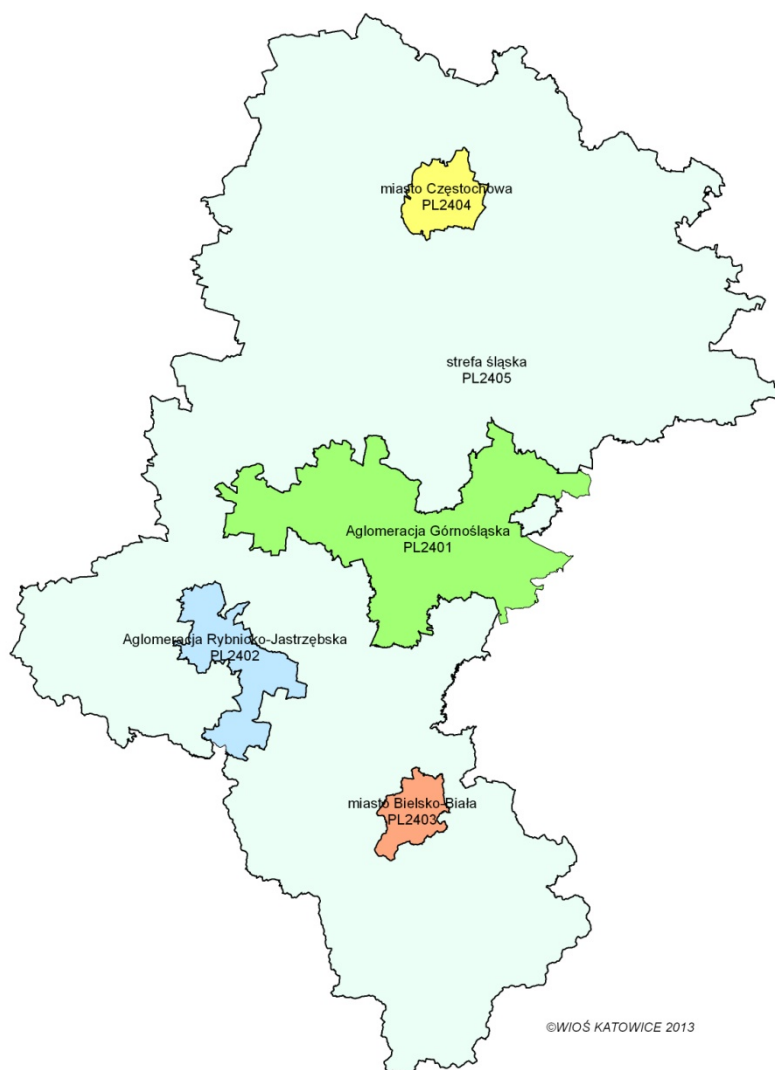 miasto Częstochowa
PL2404
strefa śląska
PL2405
Aglomeracja Górnośląska
PL2401
Aglomeracja Rybnicko-Jastrzębska
PL2402
miasto Bielsko-Biała
PL2403
©WIOŚ KATOWICE 2013